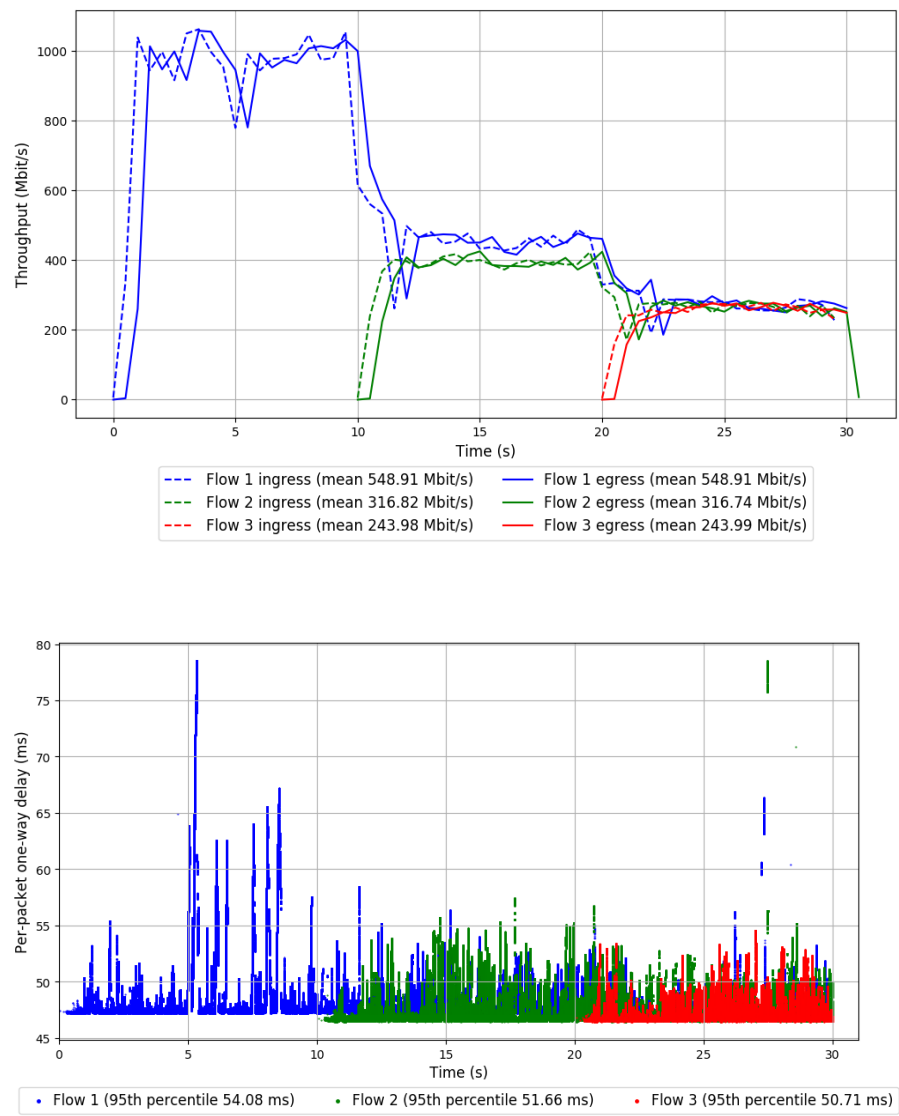 1000
800
600
400
200
0
Throughput (Mbit/s)
0 5 10 15 20 25 30
Time (s)
Flow 1 ingress (mean 548.91 Mbit/s) Flow 1 egress (mean 548.91 Mbit/s)
Flow 2 ingress (mean 316.82 Mbit/s) Flow 2 egress (mean 316.74 Mbit/s)
Flow 3 ingress (mean 243.98 Mbit/s) Flow 3 egress (mean 243.99 Mbit/s)
80
75
70
65
60
55
50
45
Per-packet one-way delay (ms)
0 5 10 15 20 25 30
Time (s)
Flow 1 (95th percentile 54.08 ms) Flow 2 (95th percentile 51.66 ms) Flow 3 (95th percentile 50.71 ms)